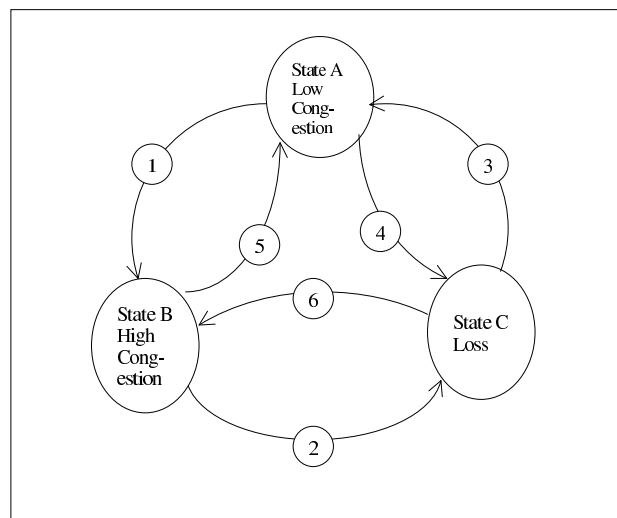 State A
Low
Cong-
estion
1
3
4
5
6
State B
High
Cong-
estion
State C
Loss
2